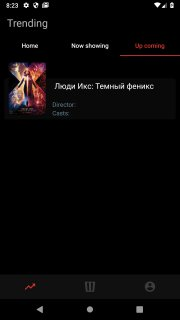 8:23
Trending
Home Now showing Up coming
Люди Икс: Темный феникс
Director:
Casts: